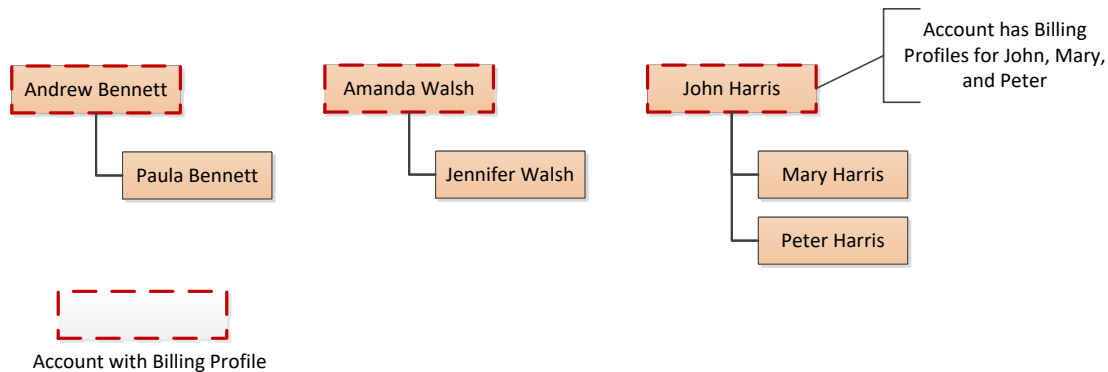 Account has Billing
Profiles for John, Mary,
and Peter
Andrew Bennett
Amanda Walsh
John Harris
Paula Bennett
Jennifer Walsh
Mary Harris
Peter Harris
Account with Billing Profile